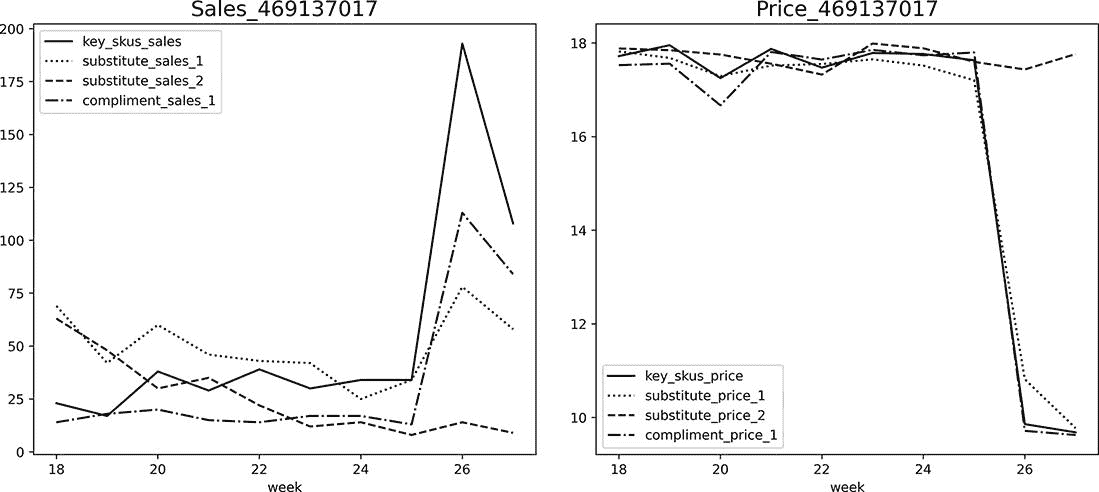 Sales_469137017
200
175
150
125
100
75
50
25
0
key_skus_sales
substitute_sales_1
substitute_sales_2
compliment_sales_1
18 20 22 24 26
week
Price_469137017
18
16
14
12
10
key_skus_price
substitute_price_1
substitute_price_2
compliment_price_1
18 20 22 24 26
week